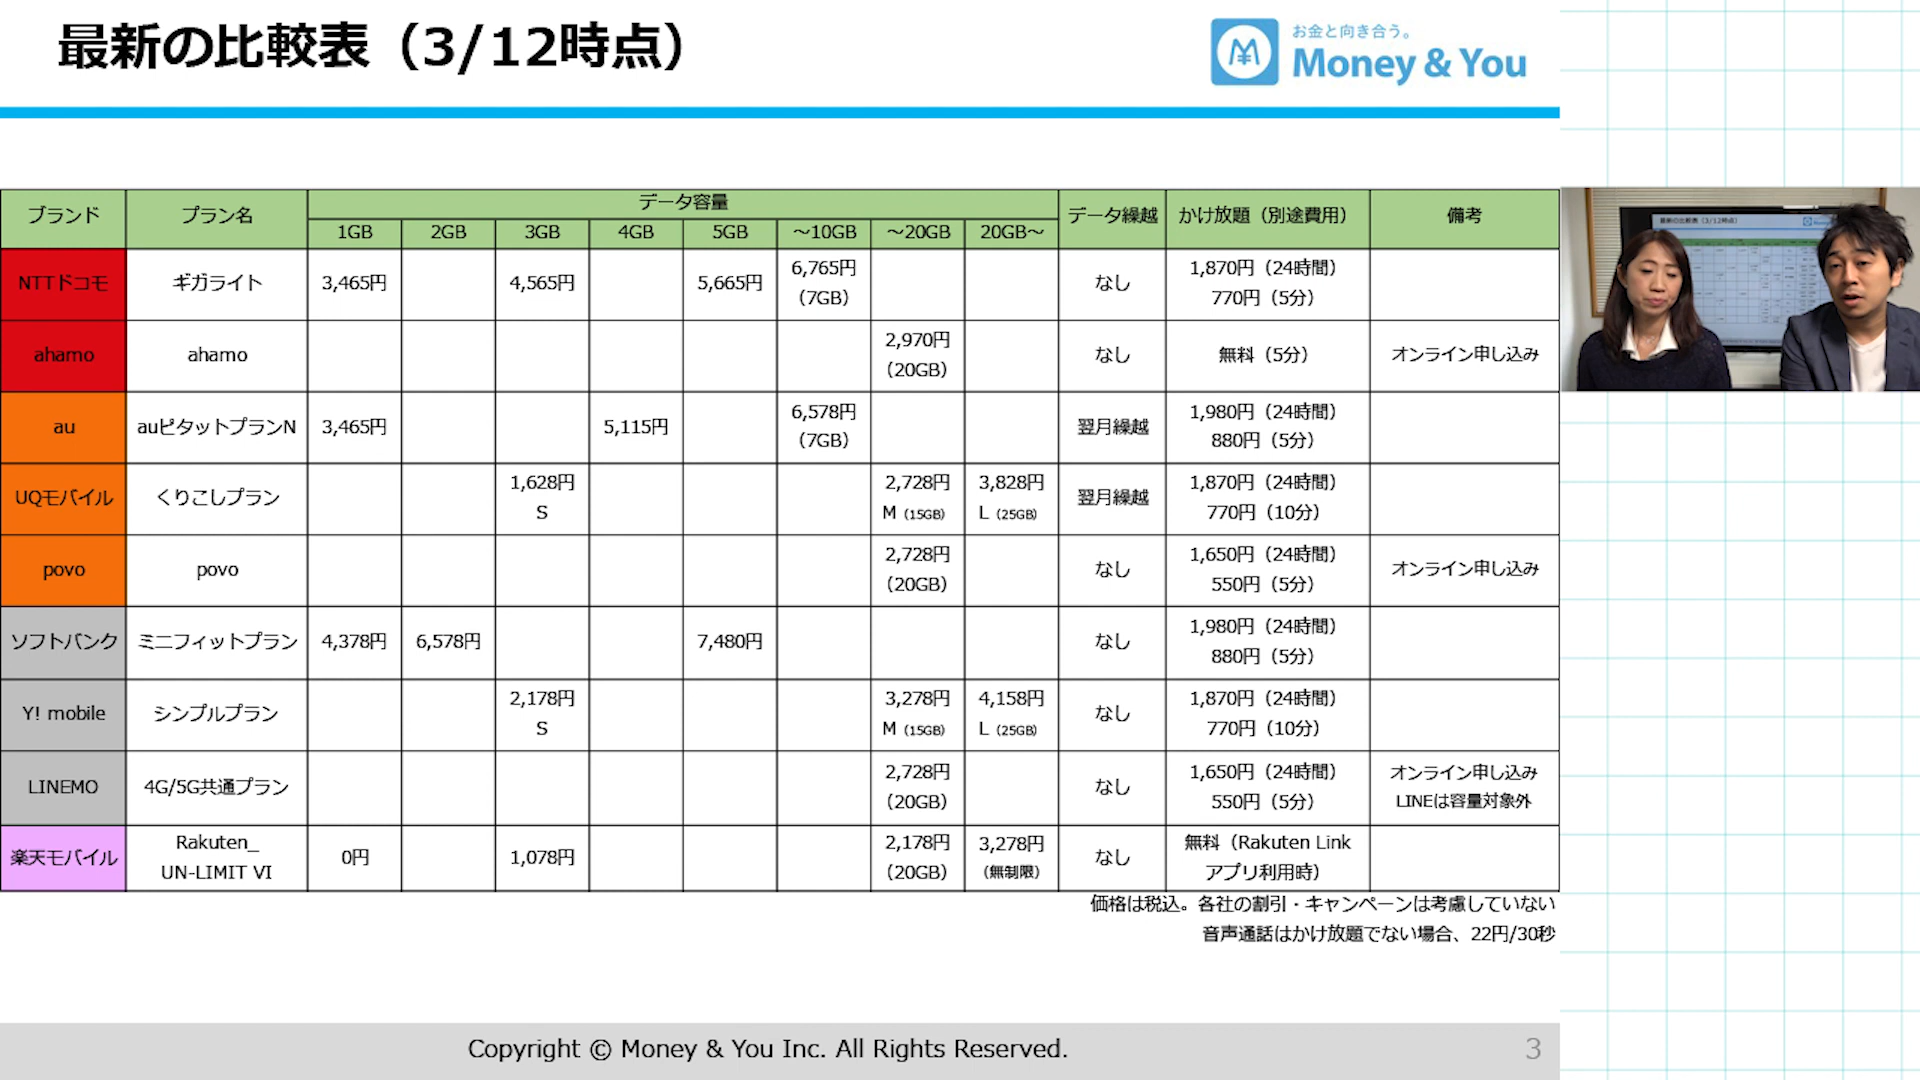 最新の比較表（3/12時点）
お金と向き合う。
Money & You
ブランド プラン名 データ容量 データ繰越 かけ放題（別途費用） 備考
1GB 2GB 3GB 4GB 5GB ～10GB ～20GB 20GB～
NTTドコモ ギガライト 3,465円 4,565円 5,665円 6,765円 なし 1,870円（24時間）
（7GB） 770円（5分）
ahamo ahamo 2,970円 なし 無料（5分） オンライン申し込み
（20GB）
au auピタットプランN 3,465円 5,115円 6,578円 翌月繰越 1,980円（24時間）
（7GB） 880円（5分）
UQモバイル くりこしプラン 1,628円 2,728円 3,828円 翌月繰越 1,870円（24時間）
S M（15GB） L（25GB） 770円（10分）
povo povo 2,728円 なし 1,650円（24時間） オンライン申し込み
（20GB） 550円（5分）
ソフトバンク ミニフィットプラン 4,378円 6,578円 7,480円 なし 1,980円（24時間）
880円（5分）
Y! mobile シンプルプラン 2,178円 3,278円 4,158円 なし 1,870円（24時間）
S M（15GB） L（25GB） 770円（10分）
LINEMO 4G/5G共通プラン 2,728円 なし 1,650円（24時間） オンライン申し込み
（20GB） 550円（5分） LINEは容量対象外
楽天モバイル Rakuten_ 0円 1,078円 2,178円 3,278円 なし 無料（Rakuten Link
UN-LIMIT VI （20GB） （無制限） アプリ利用時）
価格は税込。各社の割引・キャンペーンは考慮していない
音声通話はかけ放題でない場合、22円/30秒
Copyright © Money & You Inc. All Rights Reserved.
3
最新の比較表（3/12時点）